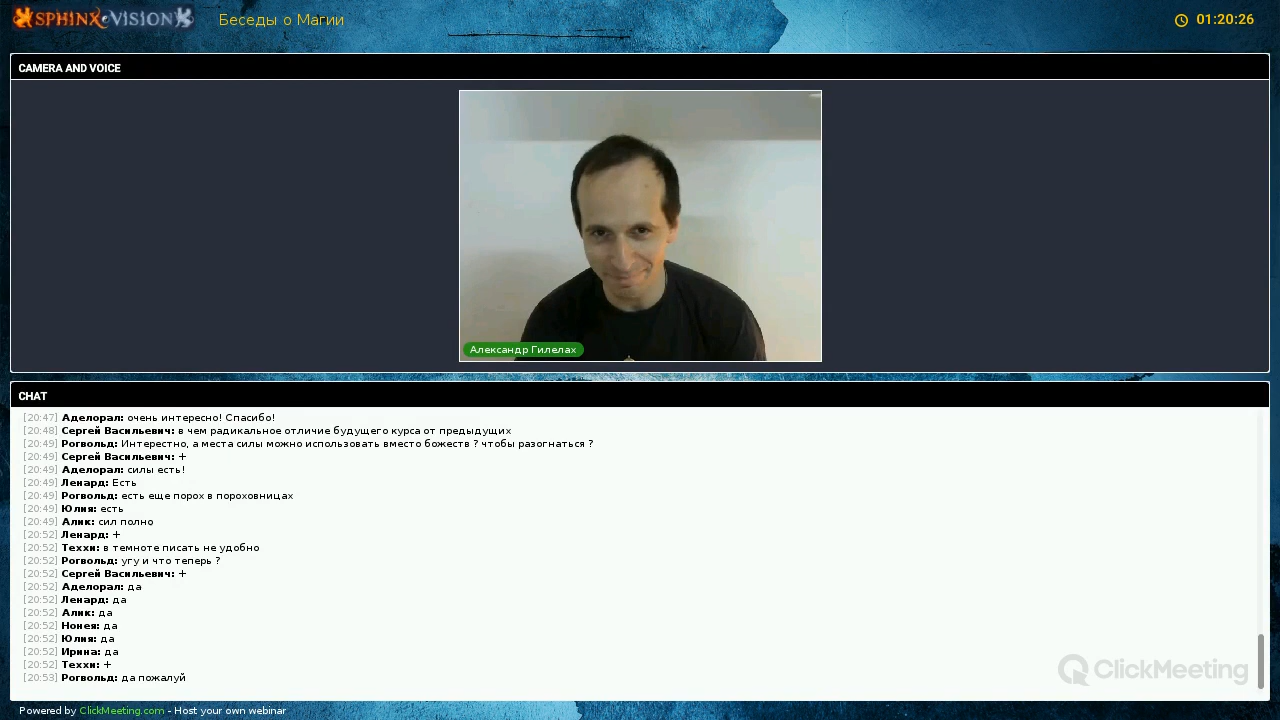 SPHINX VISION
Беседы о Магии
01:20:26
CAMERA AND VOICE
Александр Гилелах
CHAT
[20:47] Аделорал: очень интересно! Спасибо!
[20:48] Сергей Васильевич: в чем радикальное отличие будущего курса от предыдущих
[20:49] Рогвольд: Интерестно, а места силы можно использовать вместо божеств ? чтобы разогнаться ?
[20:49] Сергей Васильевич: +
[20:49] Аделорал: силы есть!
[20:49] Ленард: Есть
[20:49] Рогвольд: есть еще порох в пороховницах
[20:49] Юлия: есть
[20:49] Алик: сил полно
[20:52] Ленард: +
[20:52] Теххи: в темноте писать не удобно
[20:52] Рогвольд: угу и что теперь ?
[20:52] Сергей Васильевич: +
[20:52] Аделорал: да
[20:52] Ленард: да
[20:52] Алик: да
[20:52] Нонея: да
[20:52] Юлия: да
[20:52] Ирина: да
[20:52] Теххи: +
[20:53] Рогвольд: да пожалуй
ClickMeeting
Powered by ClickMeeting.com - Host your own webinar